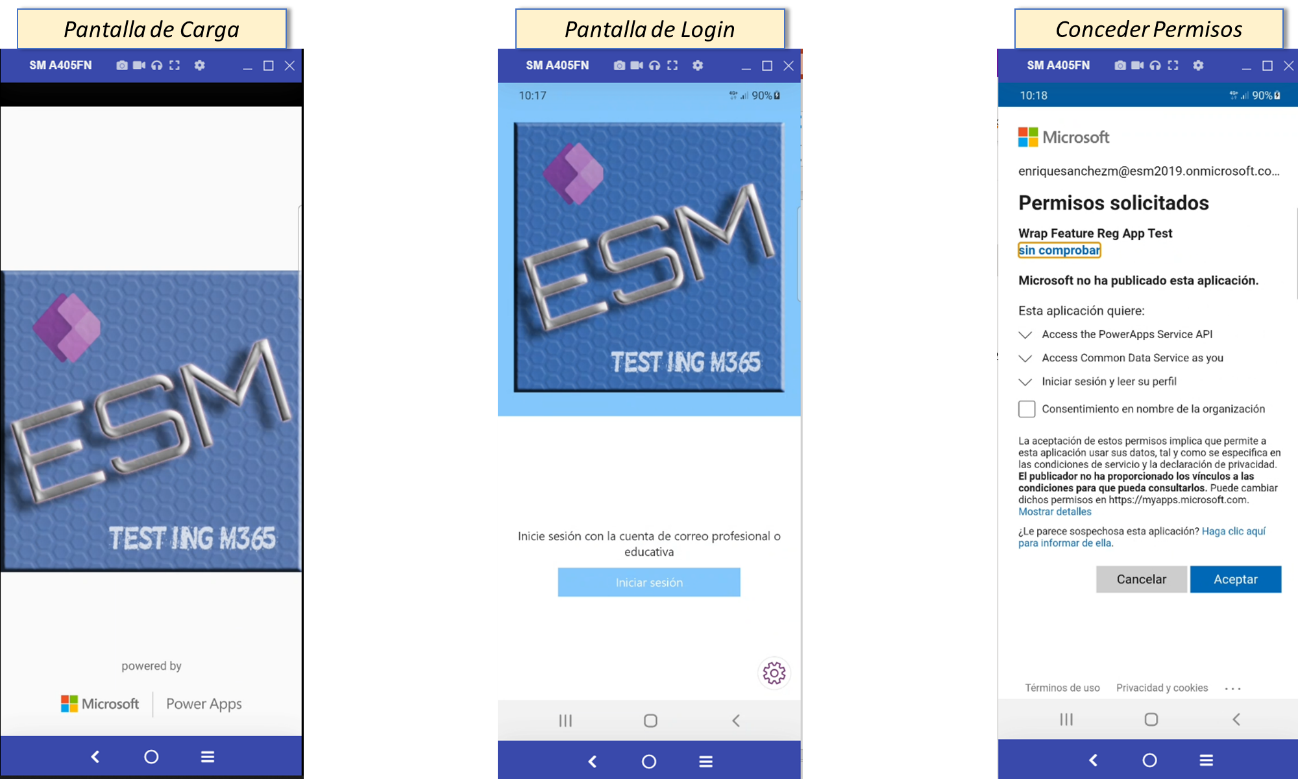 Pantalla de Carga
SM A405FN
ESM
TESTING M365
powered by
Microsoft | Power Apps
Pantalla de Login
SM A405FN
10:17
90%
ESM
TESTING M365
Inicie sesión con la cuenta de correo profesional o
educativa
Iniciar sesión
Conceder Permisos
SM A405FN
10:18
90%
Microsoft
enriquesanchezm@esm2019.onmicrosoft.co...
Permisos solicitados
Wrap Feature Reg App Test
sin comprobar
Microsoft no ha publicado esta aplicación.
Esta aplicación quiere:
Access the PowerApps Service API
Access Common Data Service as you
Iniciar sesión y leer su perfil
Consentimiento en nombre de la organización
La aceptación de estos permisos implica que permite a
esta aplicación usar sus datos, tal y como se especifica en
las condiciones de servicio y la declaración de privacidad.
El publicador no ha proporcionado los vínculos a las
condiciones para que pueda consultarlos. Puede cambiar
dichos permisos en https://myapps.microsoft.com.
Mostrar detalles
¿Le parece sospechosa esta aplicación? Haga clic aquí
para informar de ella.
Cancelar
Aceptar
Términos de uso Privacidad y cookies ...